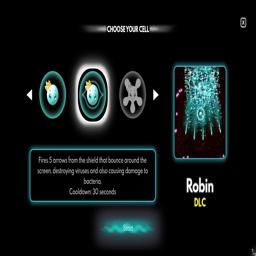 CHOOSE YOUR CELL
Fires 5 arrows from the shield that bounce around the
screen, destroying viruses and also causing damage to
bacteria.
Cooldown: 30 seconds
Robin
DLC
Start